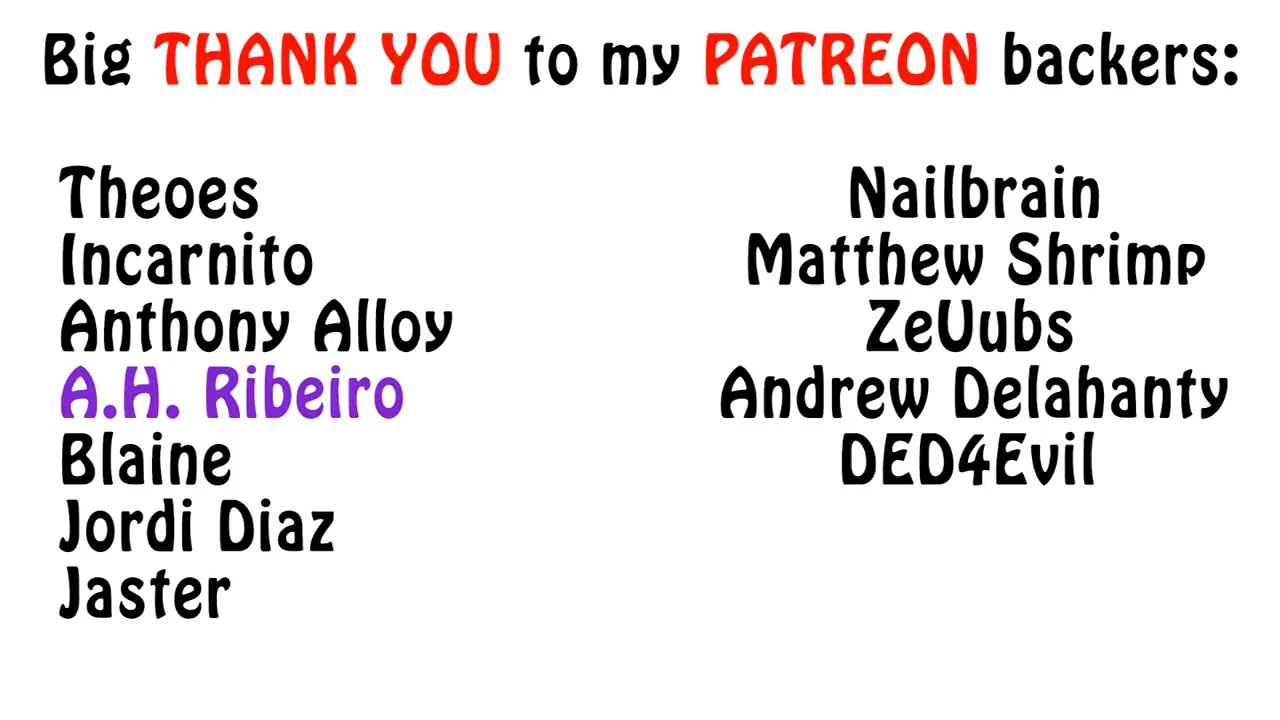 Big THANK YOU to my PATREON backers:
Theoes
Incarnito
Anthony Alloy
A.H. Ribeiro
Blaine
Jordi Diaz
Jaster
Nailbrain
Matthew Shrimp
ZeUubs
Andrew Delahanty
DED4Evil